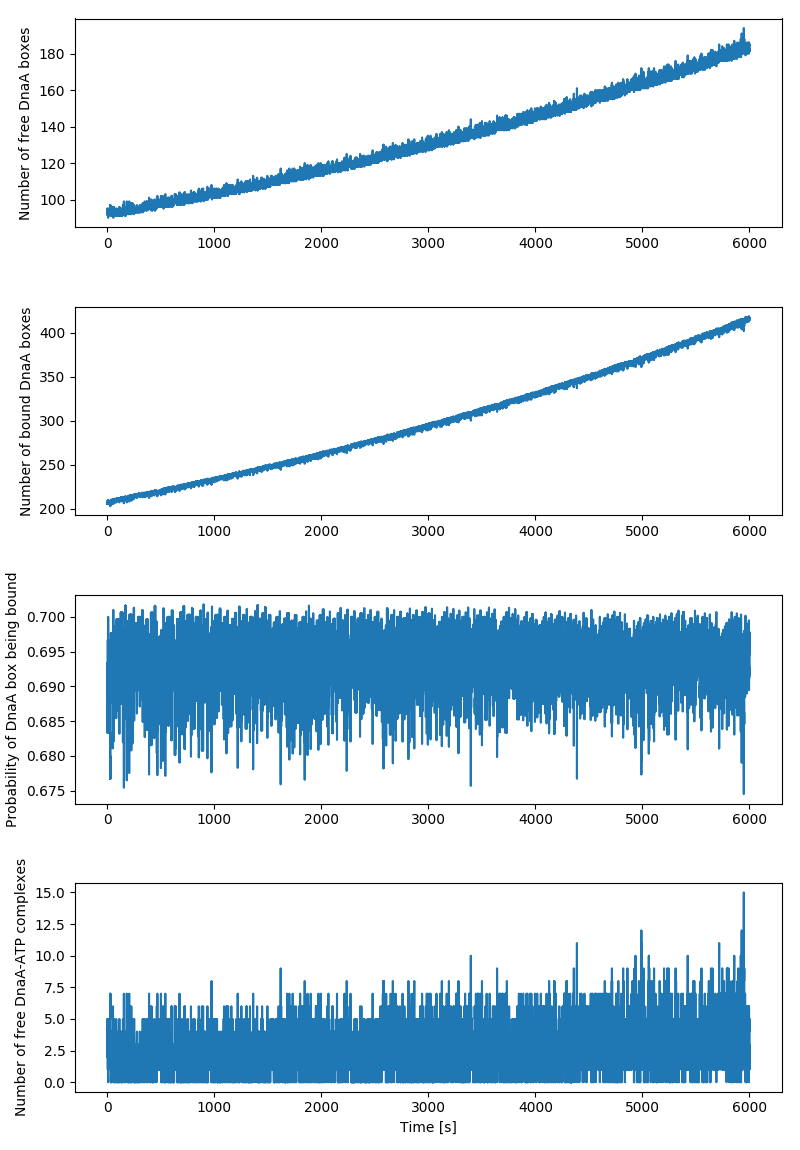 Number of free DnaA boxes
180
160
140
120
100
0 1000 2000 3000 4000 5000 6000
Number of bound DnaA boxes
400
350
300
250
200
0 1000 2000 3000 4000 5000 6000
Probability of DnaA box being bound
0.700
0.695
0.690
0.685
0.680
0.675
0 1000 2000 3000 4000 5000 6000
Number of free DnaA-ATP complexes
15.0
12.5
10.0
7.5
5.0
2.5
0.0
0 1000 2000 3000 4000 5000 6000
Time [s]